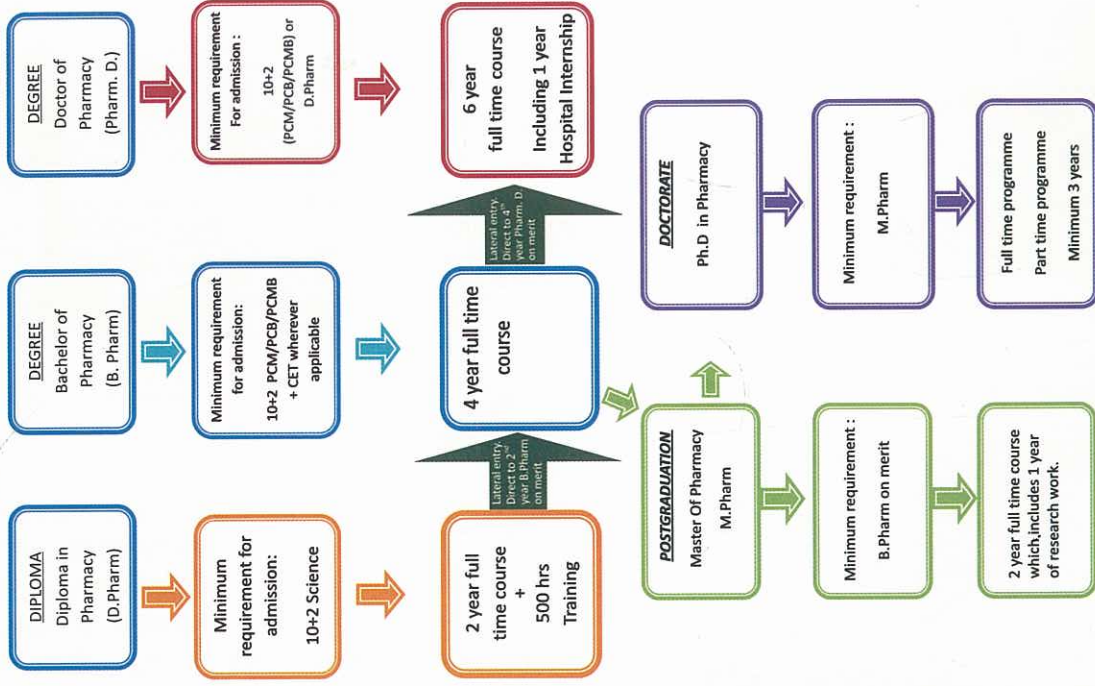 DIPLOMA
Diploma in
Pharmacy
(D.Pharm)
Minimum
requirement for
admission:
10+2 Science
2 year full
time course
+
500 hrs
Training
Lateral entry.
Direct to 2nd
year B.Pharm
on merit
DEGREE
Bachelor of
Pharmacy
(B. Pharm)
Minimum requirement
for admission:
10+2 PCM/PCB/PCMB
+ CET wherever
applicable
4 year full time
course
Lateral entry.
Direct to 4th
year Pharm. D.
on merit
DEGREE
Doctor of
Pharmacy
(Pharm. D.)
Minimum requirement
For admission :
10+2
(PCM/PCB/PCMB) or
D.Pharm
6 year
full time course
Including 1 year
Hospital Internship
POSTGRADUATION
Master Of Pharmacy
M.Pharm
Minimum requirement :
B.Pharm on merit
2 year full time course
which,includes 1 year
of research work.
DOCTORATE
Ph.D in Pharmacy
Minimum requirement :
M.Pharm
Full time programme
Part time programme
Minimum 3 years